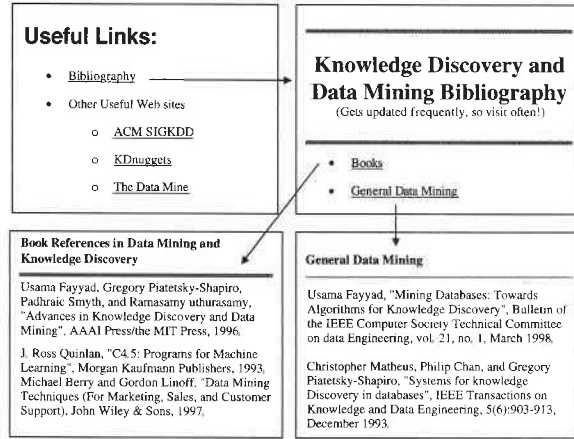 Useful Links:
• Bibliography
• Other Useful Web sites
o ACM SIGKDD
o KDnuggets
o The Data Mine
Knowledge Discovery and
Data Mining Bibliography
(Gets updated frequently, so visit often!)
• Books
• General Data Mining
Book References in Data Mining and
Knowledge Discovery
Usama Fayyad, Gregory Piatetsky-Shapiro,
Padhraic Smyth, and Ramasamy uthurasamy,
"Advances in Knowledge Discovery and Data
Mining", AAAI Press/the MIT Press, 1996.
J. Ross Quinlan, "C4.5: Programs for Machine
Learning", Morgan Kaufmann Publishers, 1993.
Michael Berry and Gordon Linoff, "Data Mining
Techniques (For Marketing, Sales, and Customer
Support), John Wiley & Sons, 1997.
General Data Mining
Usama Fayyad, "Mining Databases: Towards
Algorithms for Knowledge Discovery", Bulletin of
the IEEE Computer Society Technical Committee
on data Engineering, vol. 21, no. 1, March 1998.
Christopher Matheus, Philip Chan, and Gregory
Piatetsky-Shapiro, "Systems for knowledge
Discovery in databases", IEEE Transactions on
Knowledge and Data Engineering, 5(6):903-913,
December 1993.